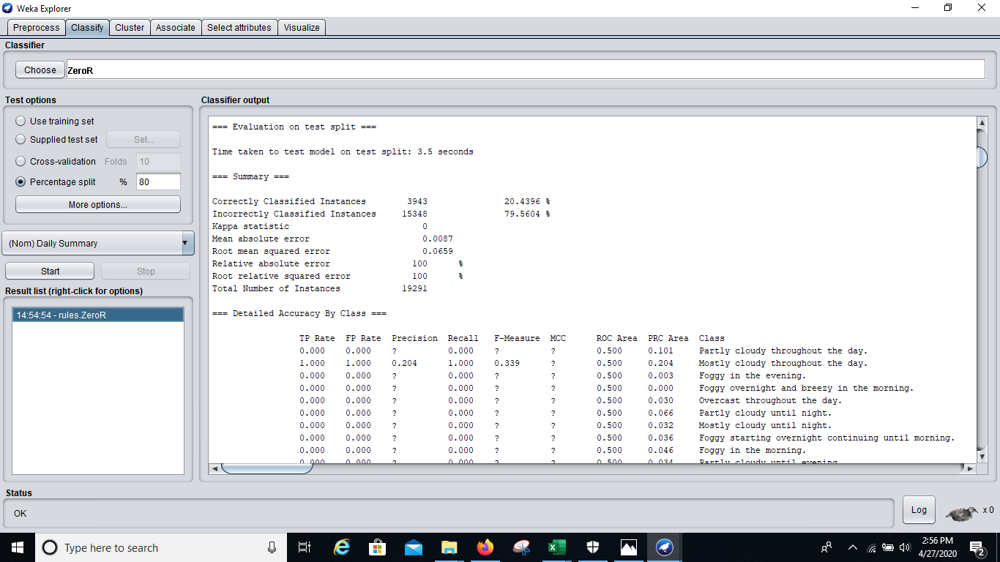 Weka Explorer
Preprocess Classify Cluster Associate Select attributes Visualize
Classifier
Choose ZeroR
Test options
Use training set
Supplied test set Set...
Cross-validation Folds 10
Percentage split % 80
More options...
(Nom) Daily Summary
Start Stop
Result list (right-click for options)
14:54:54 - rules.ZeroR
Classifier output
=== Evaluation on test split ===
Time taken to test model on test split: 3.5 seconds
=== Summary ===
Correctly Classified Instances 3943 20.4396 %
Incorrectly Classified Instances 15348 79.5604 %
Kappa statistic 0
Mean absolute error 0.0087
Root mean squared error 0.0659
Relative absolute error 100 %
Root relative squared error 100 %
Total Number of Instances 19291
=== Detailed Accuracy By Class ===
TP Rate FP Rate Precision Recall F-Measure MCC ROC Area PRC Area Class
0.000 0.000 ? 0.000 ? ? 0.500 0.101 Partly cloudy throughout the day.
1.000 1.000 0.204 1.000 0.339 ? 0.500 0.204 Mostly cloudy throughout the day.
0.000 0.000 ? 0.000 ? ? 0.500 0.003 Foggy in the evening.
0.000 0.000 ? 0.000 ? ? 0.500 0.000 Foggy overnight and breezy in the morning.
0.000 0.000 ? 0.000 ? ? 0.500 0.030 Overcast throughout the day.
0.000 0.000 ? 0.000 ? ? 0.500 0.066 Partly cloudy until night.
0.000 0.000 ? 0.000 ? ? 0.500 0.032 Mostly cloudy until night.
0.000 0.000 ? 0.000 ? ? 0.500 0.036 Foggy starting overnight continuing until morning.
0.000 0.000 ? 0.000 ? ? 0.500 0.046 Foggy in the morning.
0.000 0.000 ? 0.000 ? ? 0.500 0.034 Partly cloudy until evening
Status
OK
Log
x 0
Type here to search
2:56 PM
4/27/2020
2